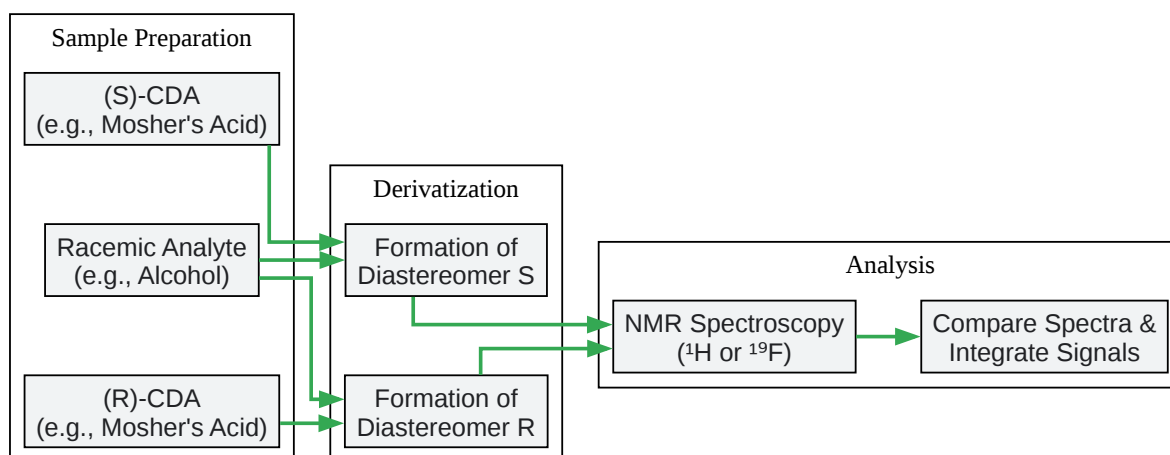 Sample Preparation
(S)-CDA
(e.g., Mosher's Acid)
Racemic Analyte
(e.g., Alcohol)
(R)-CDA
(e.g., Mosher's Acid)
Derivatization
Formation of
Diastereomer S
Formation of
Diastereomer R
Analysis
NMR Spectroscopy
(¹H or ¹⁹F)
Compare Spectra &
Integrate Signals